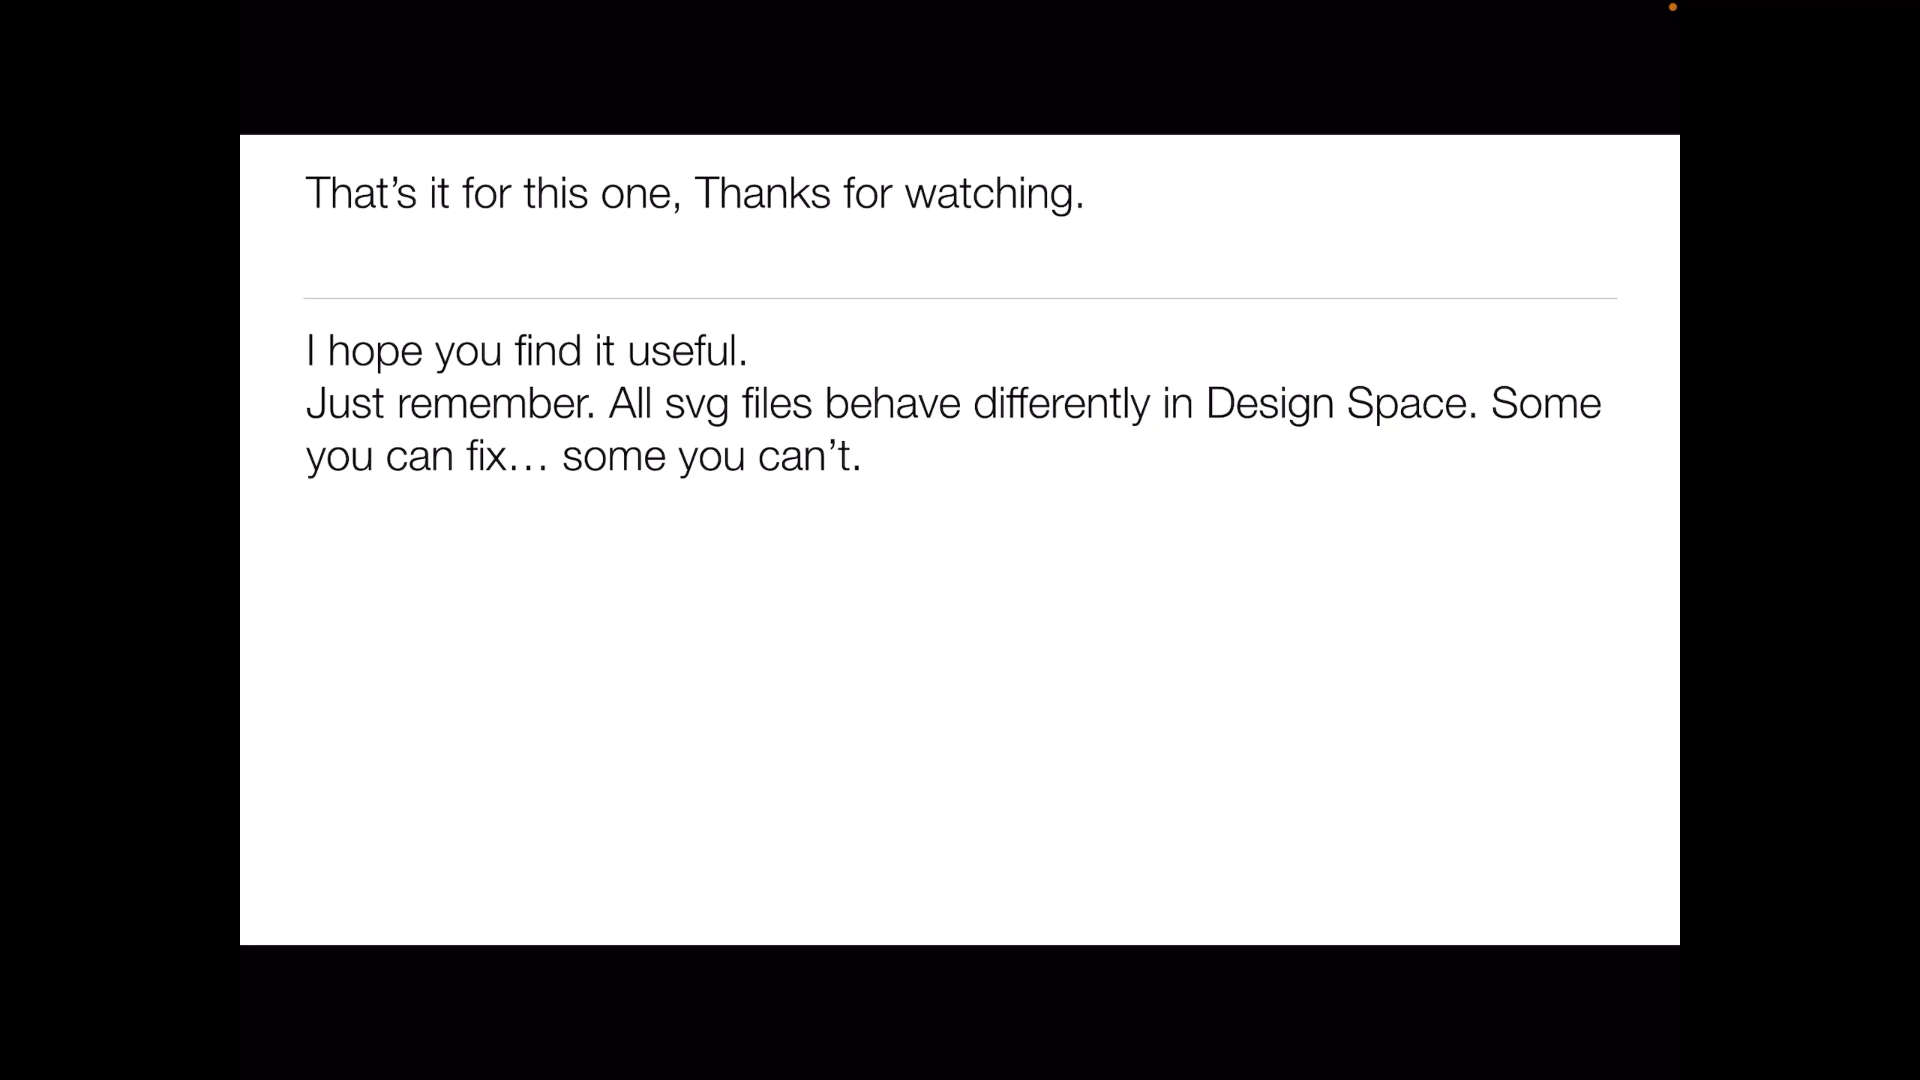 That’s it for this one, Thanks for watching.
I hope you find it useful.
Just remember. All svg files behave differently in Design Space. Some
you can fix… some you can’t.